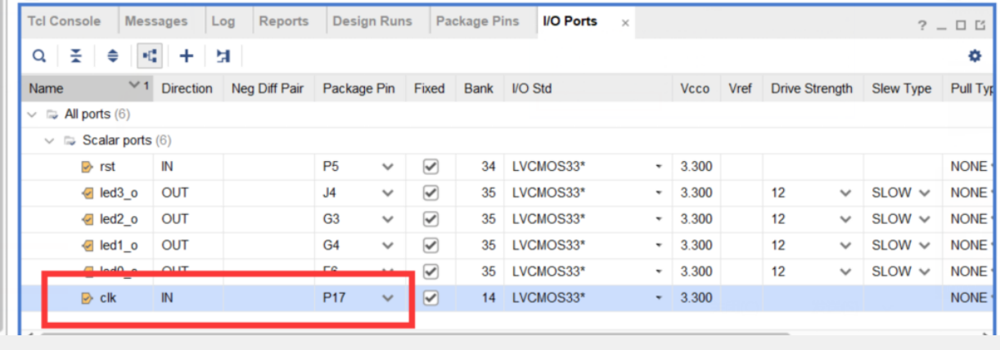 Tcl Console Messages Log Reports Design Runs Package Pins I/O Ports × ? _
Name 1 Direction Neg Diff Pair Package Pin Fixed Bank I/O Std Vcco Vref Drive Strength Slew Type Pull Typ
All ports (6)
Scalar ports (6)
rst IN P5 34 LVCMOS33* 3.300 NONE
led3_o OUT J4 35 LVCMOS33* 3.300 12 SLOW NONE
led2_o OUT G3 35 LVCMOS33* 3.300 12 SLOW NONE
led1_o OUT G4 35 LVCMOS33* 3.300 12 SLOW NONE
led0_o OUT F6 35 LVCMOS33* 3.300 12 SLOW NONE
clk IN P17 14 LVCMOS33* 3.300 NONE